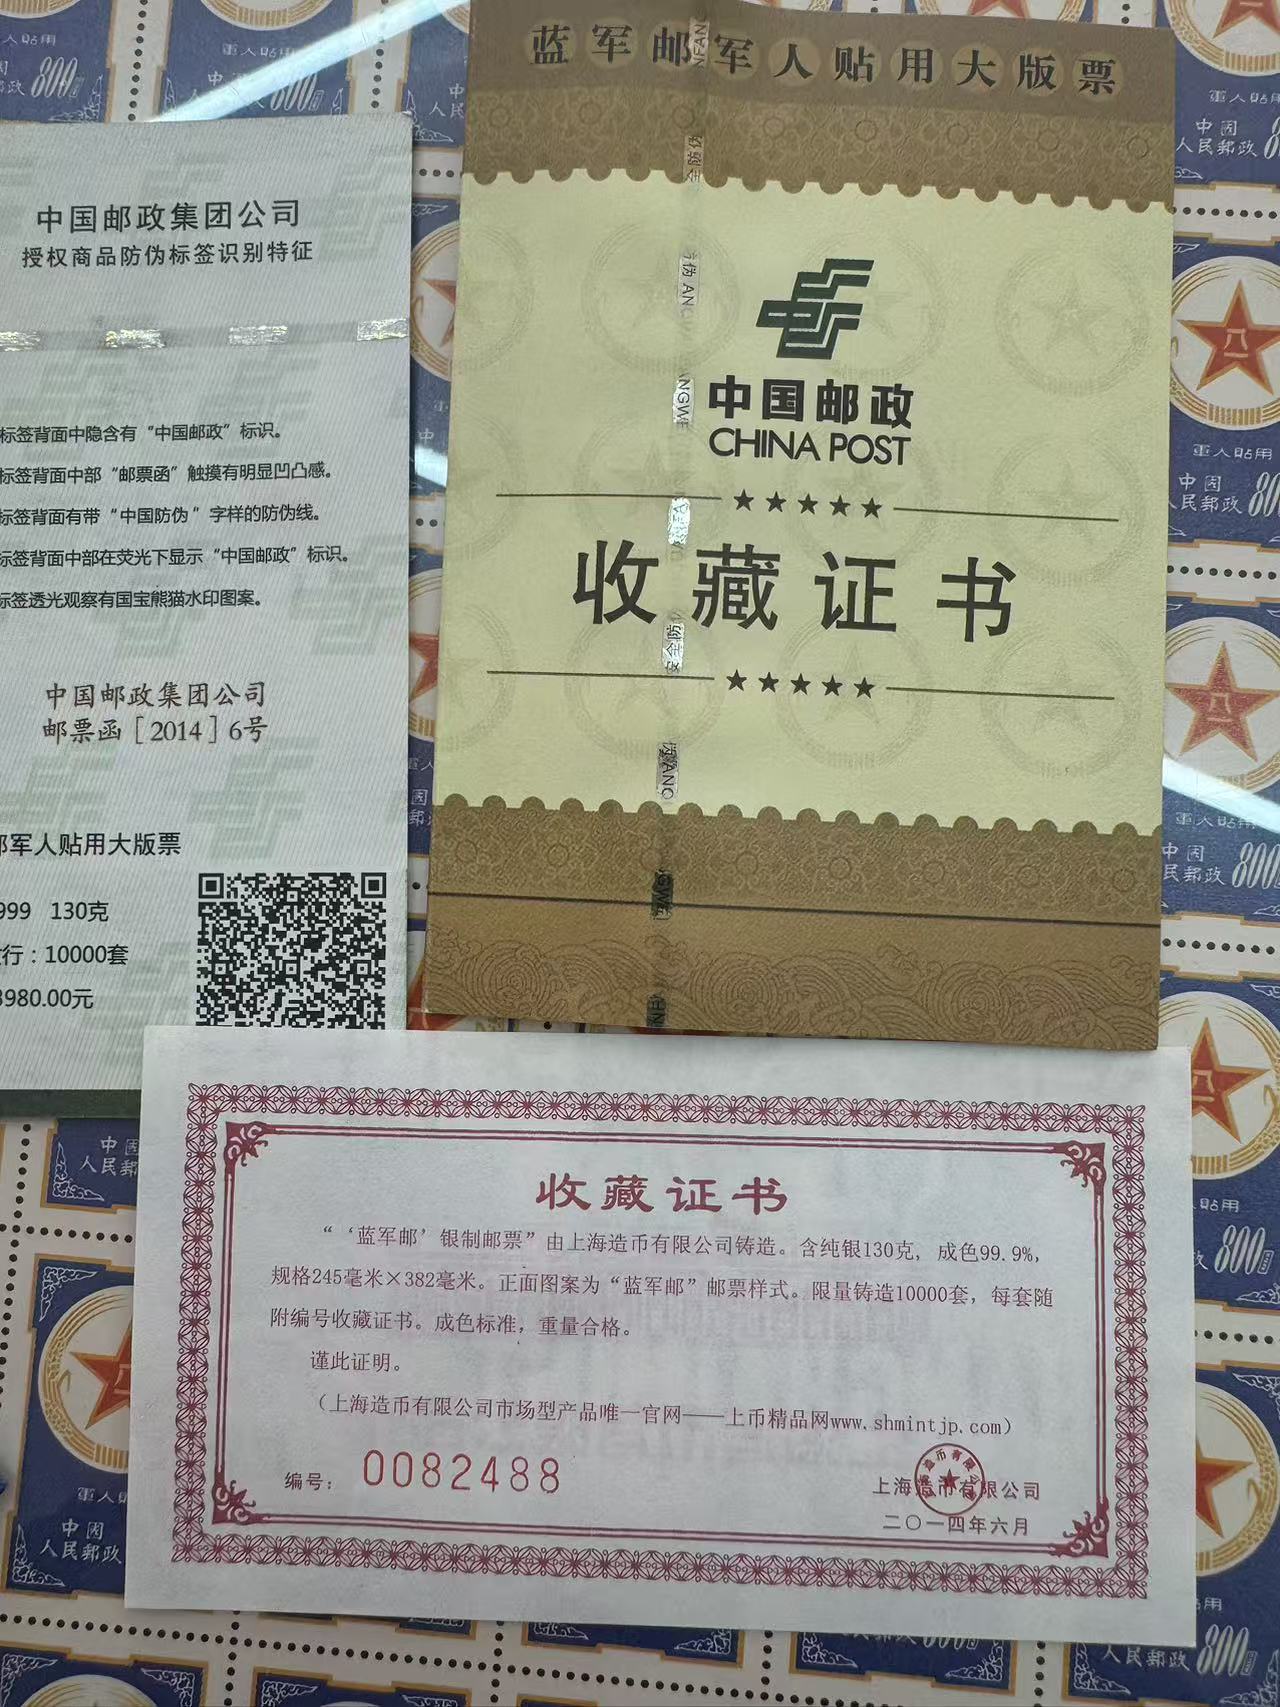 蓝军邮军人贴用大版票
中国邮政
CHINA POST
收藏证书
中国邮政集团公司
授权商品防伪标签识别特征
标签背面中隐含有“中国邮政”标识。
标签背面中部“邮票函”触摸有明显凹凸感。
标签背面有带“中国防伪”字样的防伪线。
标签背面中部在荧光下显示“中国邮政”标识。
标签透光观察有国宝熊猫水印图案。
中国邮政集团公司
邮票函［2014］6号
邮军人贴用大版票
999 130克
行：10000套
3980.00元
收藏证书
“‘蓝军邮’银制邮票”由上海造币有限公司铸造。含纯银130克，成色99.9%，
规格245毫米×382毫米。正面图案为“蓝军邮”邮票样式。限量铸造10000套，每套随
附编号收藏证书。成色标准，重量合格。
谨此证明。
（上海造币有限公司市场型产品唯一官网——上币精品网www.shmintjp.com）
编号：0082488
上海造币有限公司
二〇一四年六月
軍人貼用
中国
人民郵政
800
八一